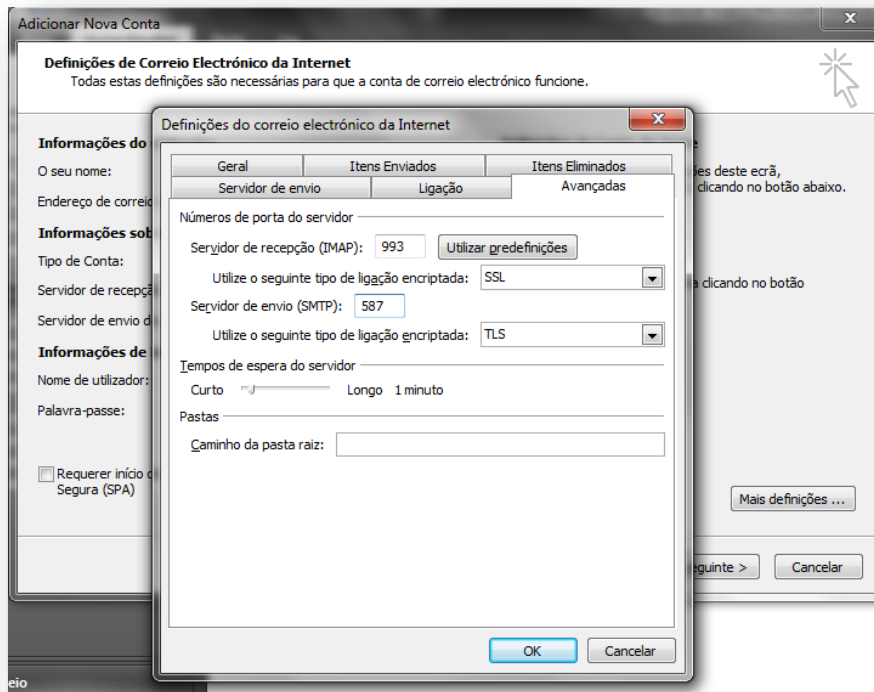 Adicionar Nova Conta
Definições de Correio Electrónico da Internet
Todas estas definições são necessárias para que a conta de correio electrónico funcione.
Definições do correio electrónico da Internet
Informações do
O seu nome:
Endereço de correio
Informações sob
Tipo de Conta:
Servidor de recepçã
Servidor de envio d
Informações de
Nome de utilizador:
Palavra-passe:
Requerer início
Segura (SPA)
Geral Itens Enviados Itens Eliminados
Servidor de envio Ligação Avançadas
Números de porta do servidor
Servidor de recepção (IMAP): 993 Utilizar predefinições
Utilize o seguinte tipo de ligação encriptada: SSL
Servidor de envio (SMTP): 587
Utilize o seguinte tipo de ligação encriptada: TLS
Tempos de espera do servidor
Curto Longo 1 minuto
Pastas
Caminho da pasta raiz:
OK Cancelar
ões deste ecrã,
clicando no botão abaixo.
a clicando no botão
Mais definições ...
eguinte > Cancelar
eio